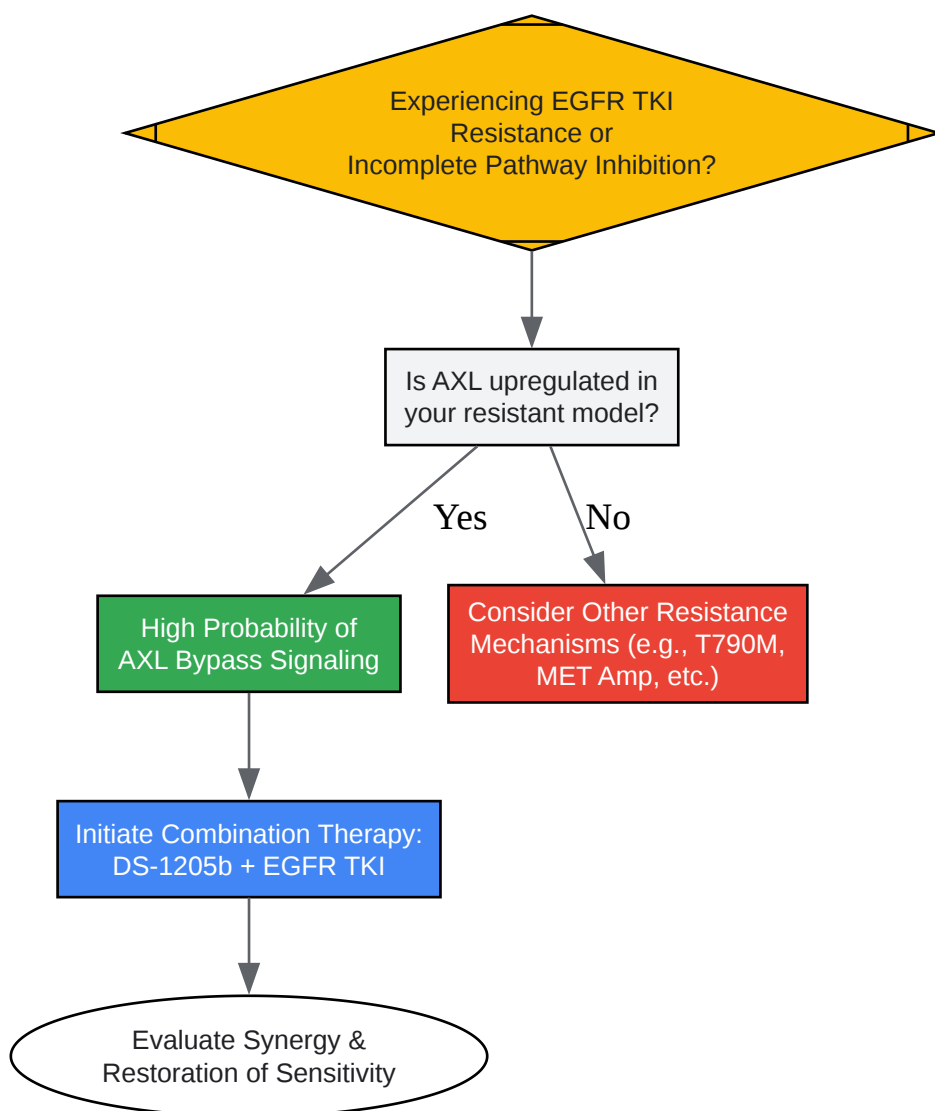 Experiencing EGFR TKI
Resistance or
Incomplete Pathway Inhibition?
Is AXL upregulated in
your resistant model?
Yes
No
High Probability of
AXL Bypass Signaling
Consider Other Resistance
Mechanisms (e.g., T790M,
MET Amp, etc.)
Initiate Combination Therapy:
DS-1205b + EGFR TKI
Evaluate Synergy &
Restoration of Sensitivity